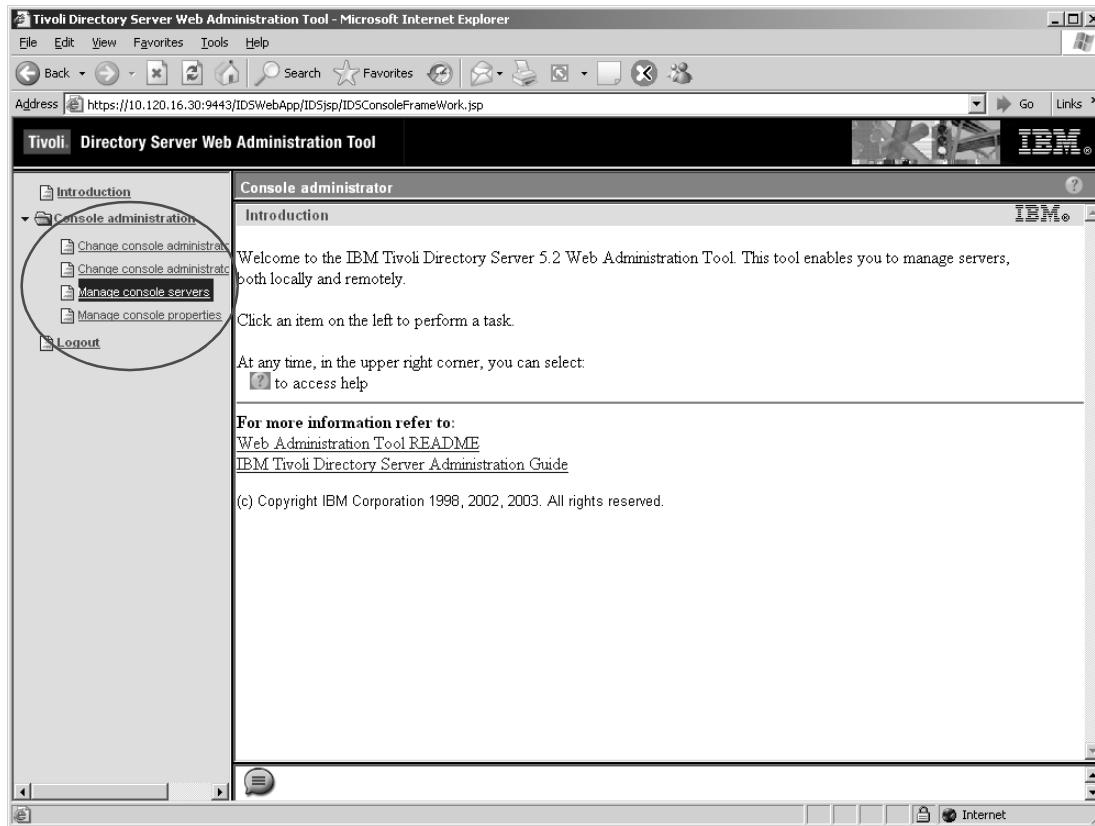 Tivoli Directory Server Web Administration Tool - Microsoft Internet Explorer
File Edit View Favorites Tools Help
Back Search Favorites
Address https://10.120.16.30:9443/IDSWebApp/IDSjsp/IDSConsoleFrameWork.jsp Go Links
Tivoli. Directory Server Web Administration Tool IBM®
Introduction
Console administration
Change console administrat
Change console administrato
Manage console servers
Manage console properties
Logout
Console administrator ?
Introduction IBM®
Welcome to the IBM Tivoli Directory Server 5.2 Web Administration Tool. This tool enables you to manage servers,
both locally and remotely.
Click an item on the left to perform a task.
At any time, in the upper right corner, you can select:
? to access help
For more information refer to:
Web Administration Tool README
IBM Tivoli Directory Server Administration Guide
(c) Copyright IBM Corporation 1998, 2002, 2003. All rights reserved.
Internet